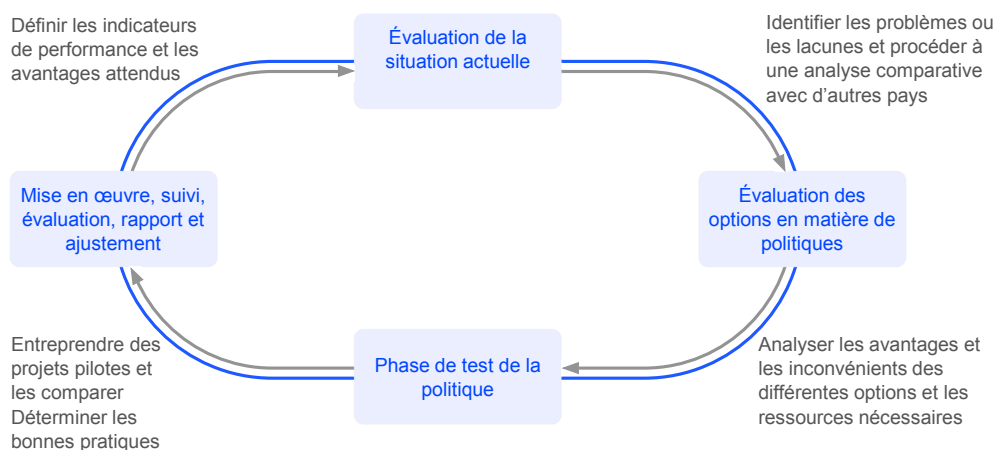 Définir les indicateurs
de performance et les
avantages attendus
Évaluation de la
situation actuelle
Identifier les problèmes ou
les lacunes et procéder à
une analyse comparative
avec d’autres pays
Mise en œuvre, suivi,
évaluation, rapport et
ajustement
Évaluation des
options en matière de
politiques
Entreprendre des
projets pilotes et
les comparer
Déterminer les
bonnes pratiques
Phase de test de la
politique
Analyser les avantages et
les inconvénients des
différentes options et les
ressources nécessaires